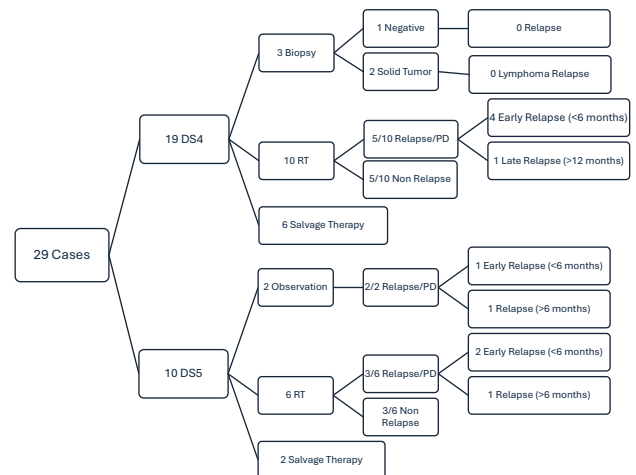 29 Cases
19 DS4
3 Biopsy
1 Negative
0 Relapse
2 Solid Tumor
0 Lymphoma Relapse
10 RT
5/10 Relapse/PD
4 Early Relapse (<6 months)
1 Late Relapse (>12 months)
5/10 Non Relapse
6 Salvage Therapy
10 DS5
2 Observation
2/2 Relapse/PD
1 Early Relapse (<6 months)
1 Relapse (>6 months)
6 RT
3/6 Relapse/PD
2 Early Relapse (<6 months)
1 Relapse (>6 months)
3/6 Non
Relapse
2 Salvage Therapy